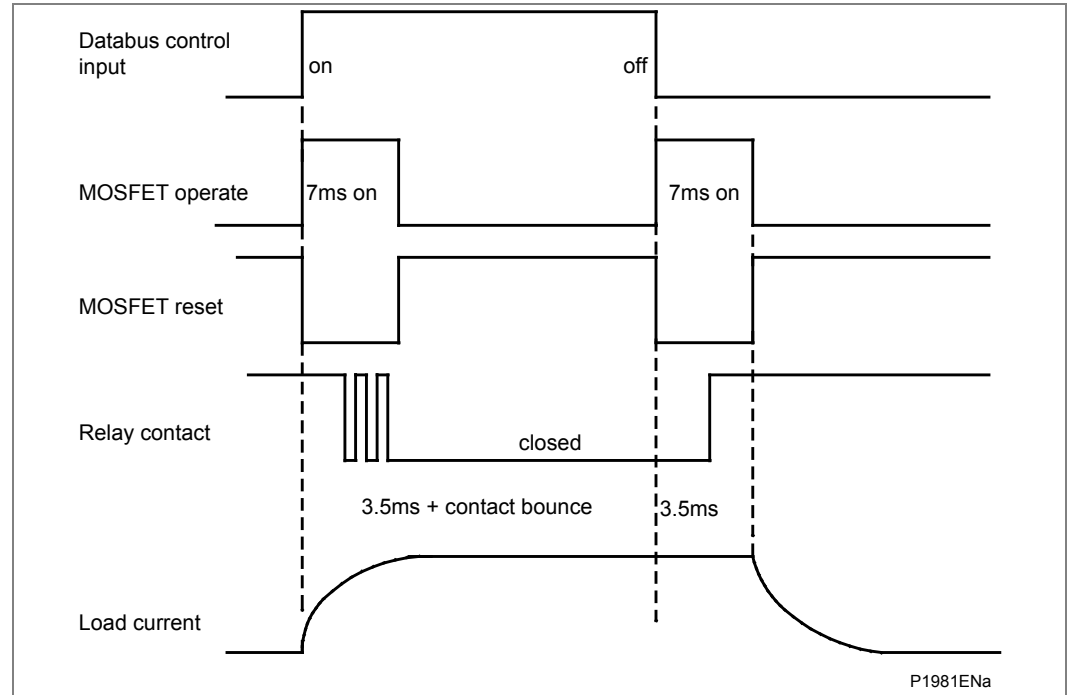 Databus control
input
on
off
MOSFET operate
7ms on
7ms on
MOSFET reset
Relay contact
closed
3.5ms + contact bounce
3.5ms
Load current
P1981ENa